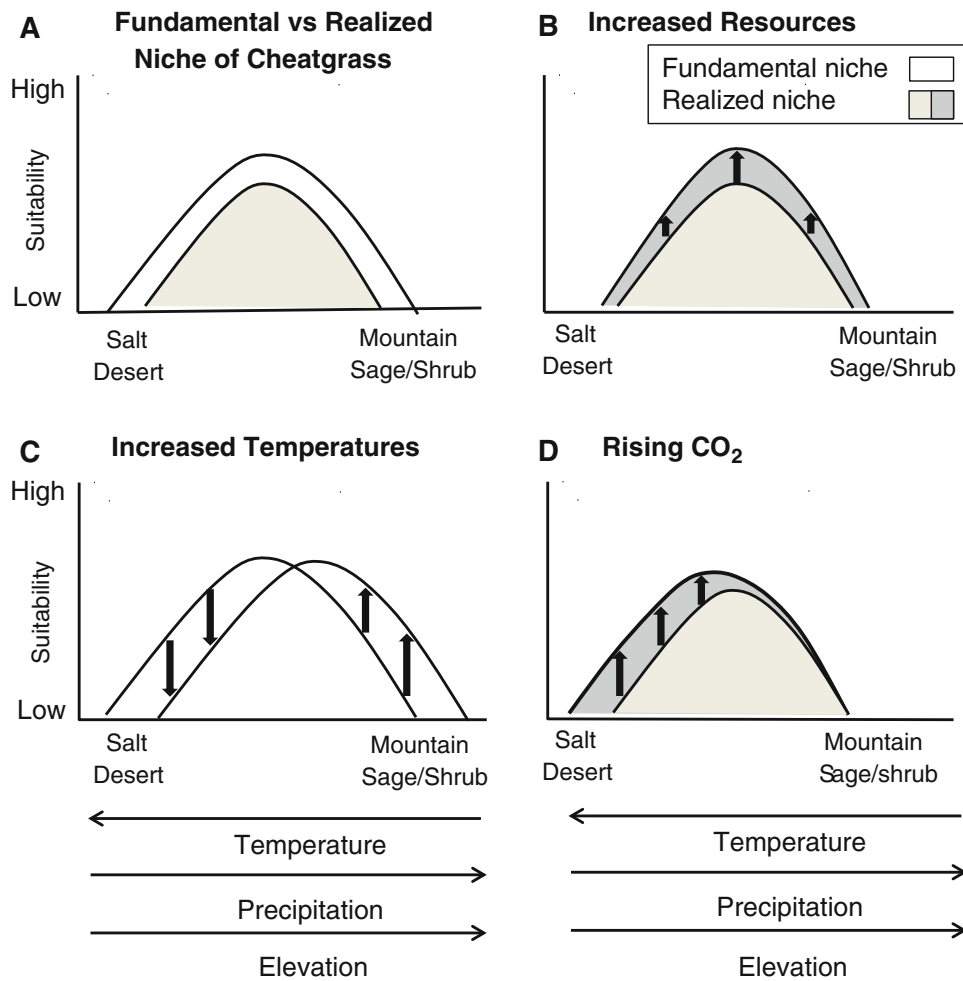 A
Fundamental vs Realized
Niche of Cheatgrass
High
Suitability
Low
Salt
Desert
Mountain
Sage/Shrub
B
Increased Resources
Fundamental niche
Realized niche
Salt
Desert
Mountain
Sage/Shrub
C
Increased Temperatures
High
Suitability
Low
Salt
Desert
Mountain
Sage/Shrub
Temperature
Precipitation
Elevation
D
Rising CO₂
Salt
Desert
Mountain
Sage/shrub
Temperature
Precipitation
Elevation